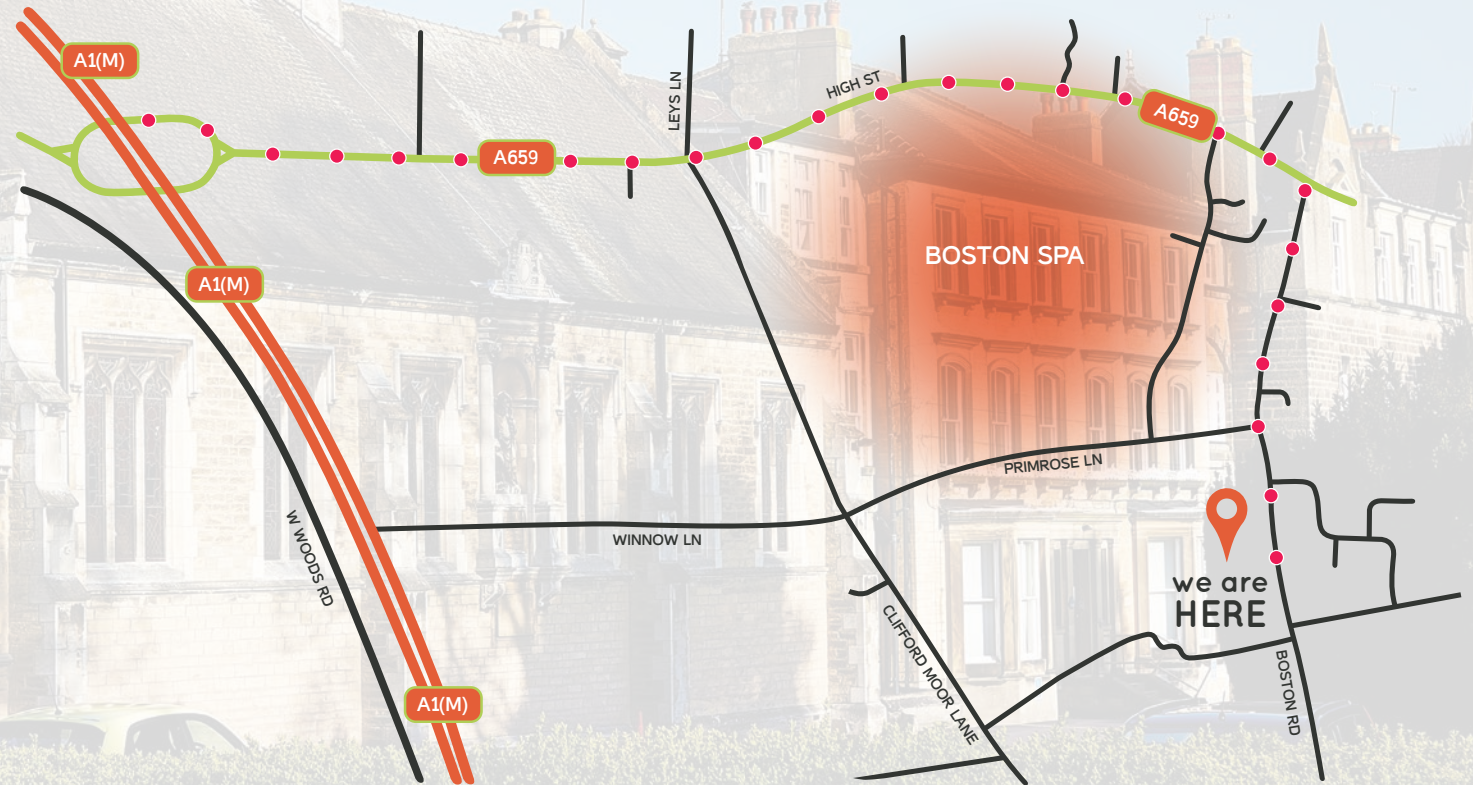 A1(M)
LEYS LN
HIGH ST
A659
A659
BOSTON SPA
A1(M)
PRIMROSE LN
WINNOW LN
W WOODS RD
we are
HERE
CLIFFORD MOOR LANE
BOSTON RD
A1(M)